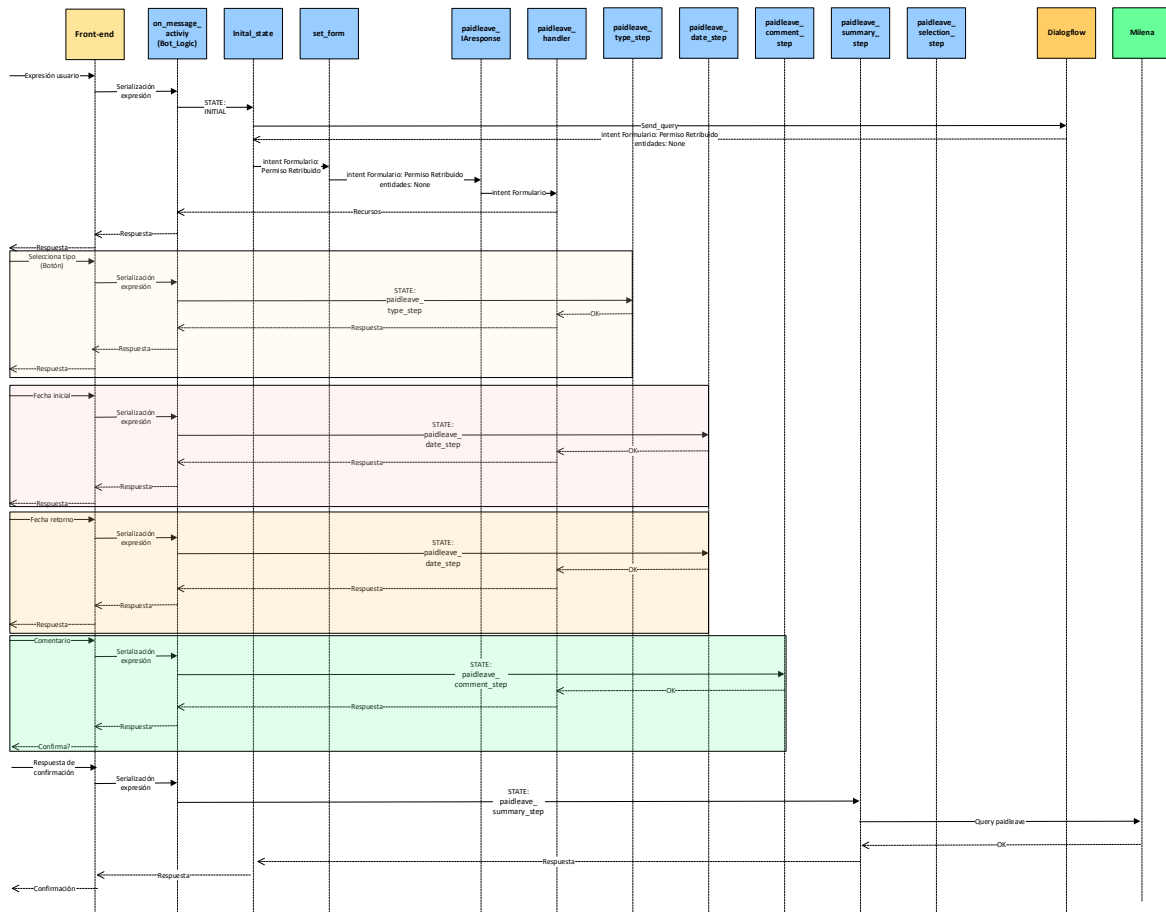 Front-end
on_message_
activiy
(Bot_Logic)
Inital_state
set_form
paidleave_
IAresponse
paidleave_
handler
paidleave_
type_step
paidleave_
date_step
paidleave_
comment_
step
paidleave_
summary_
step
paidleave_
selection_
step
Dialogflow
Milena
Expresión usuario
Serialización
expresión
STATE:
INITIAL
Send_query
intent Formulario: Permiso Retribuido
entidades: None
intent Formulario:
Permiso Retribuido
intent Formulario: Permiso Retribuido
entidades: None
intent Formulario
Recursos
Respuesta
Respuesta
Selecciona tipo
(Botón)
Serialización
expresión
STATE:
paidleave_
type_step
OK
Respuesta
Respuesta
Respuesta
Fecha inicial
Serialización
expresión
STATE:
paidleave_
date_step
OK
Respuesta
Respuesta
Respuesta
Fecha retorno
Serialización
expresión
STATE:
paidleave_
date_step
OK
Respuesta
Respuesta
Respuesta
Comentario
Serialización
expresión
STATE:
paidleave_
comment_step
OK
Respuesta
Respuesta
Confirma?
Respuesta de
confirmación
Serialización
expresión
STATE:
paidleave_
summary_step
Query paidleave
OK
Respuesta
Respuesta
Confirmación